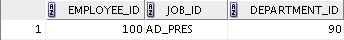 EMPLOYEE_ID JOB_ID DEPARTMENT_ID
1 100 AD_PRES 90